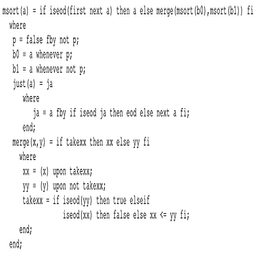 msort(a) = if iseod(first next a) then a else merge(msort(b0),msort(b1)) fi
where
p = false fby not p;
b0 = a whenever p;
b1 = a whenever not p;
just(a) = ja
where
ja = a fby if iseod ja then eod else next a fi;
end;
merge(x,y) = if takexx then xx else yy fi
where
xx = (x) upon takexx;
yy = (y) upon not takexx;
takexx = if iseod(yy) then true elseif
iseod(xx) then false else xx <= yy fi;
end;
end;